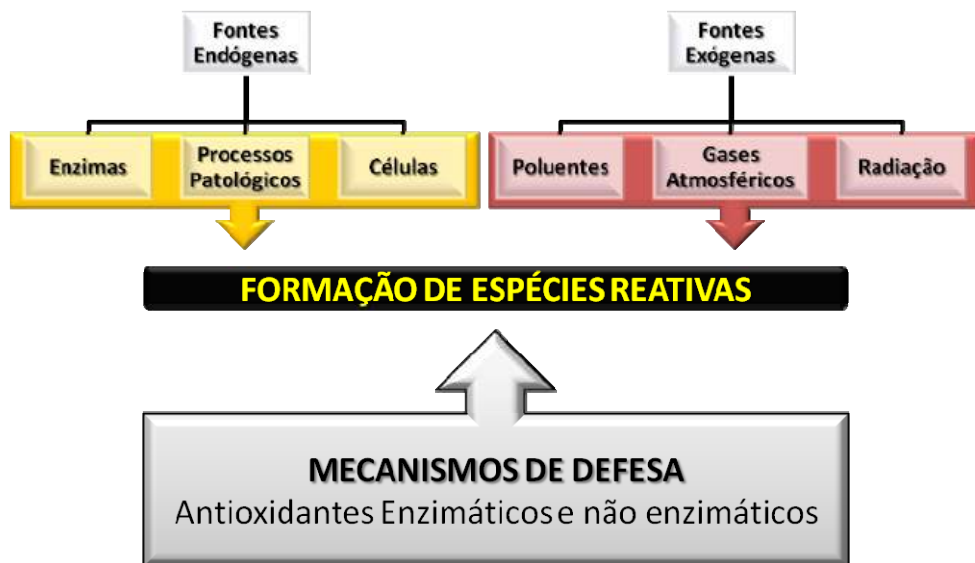 Fontes
Endógenas
Fontes
Exógenas
Enzimas
Processos
Patológicos
Células
Poluentes
Gases
Atmosféricos
Radiação
FORMAÇÃO DE ESPÉCIES REATIVAS
MECANISMOS DE DEFESA
Antioxidantes Enzimáticos e não enzimáticos